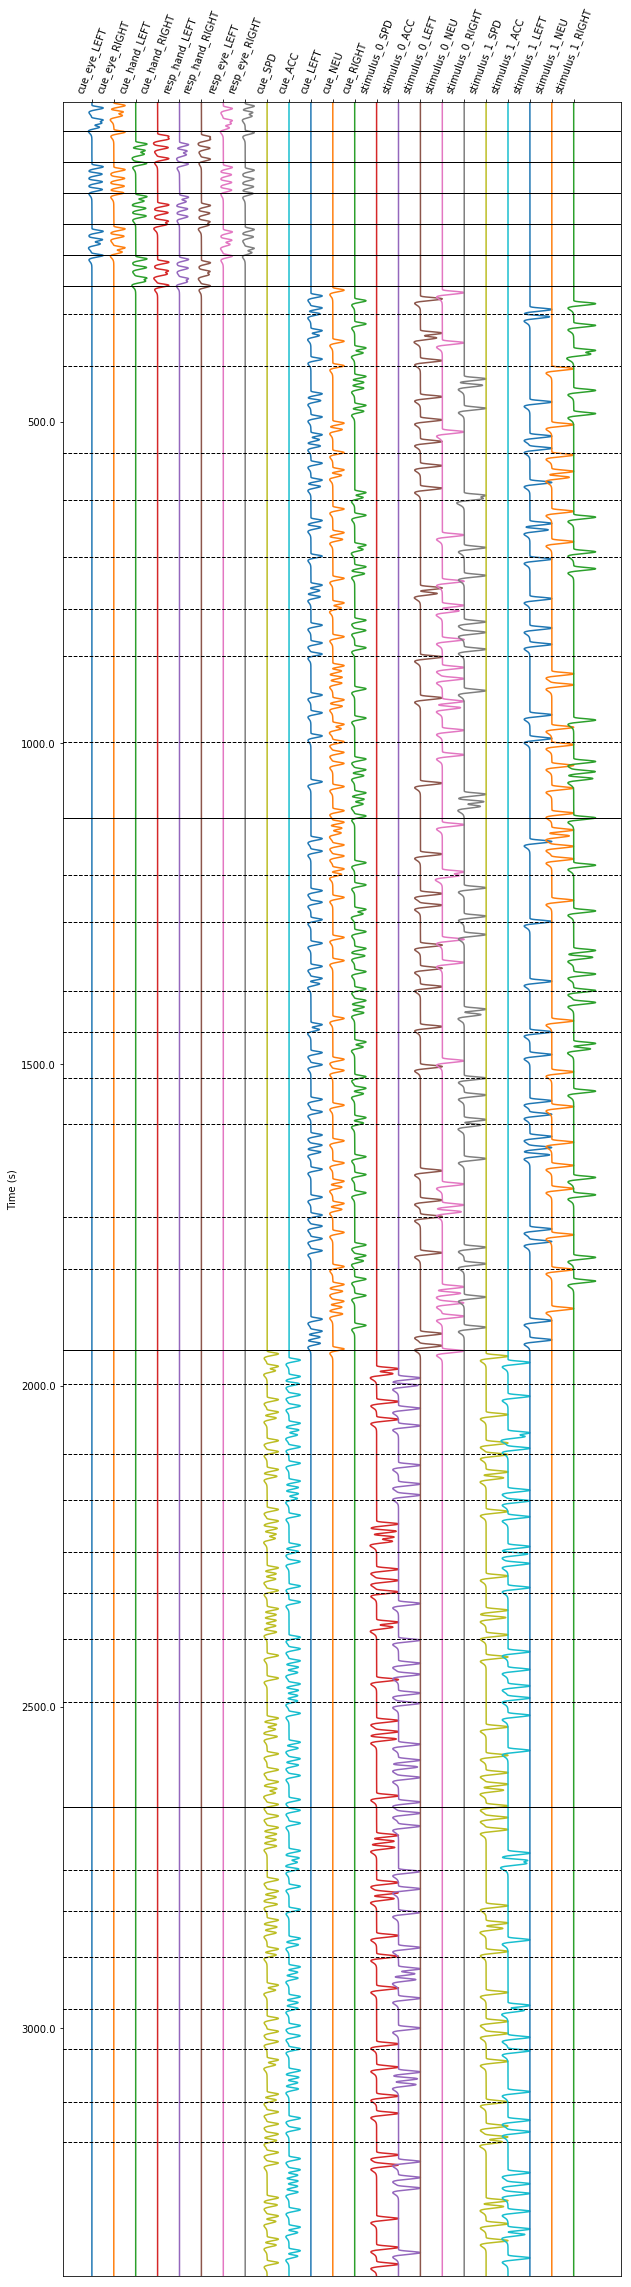 cue_eye_LEFT
cue_eye_RIGHT
cue_hand_LEFT
cue_hand_RIGHT
resp_hand_LEFT
resp_hand_RIGHT
resp_eye_LEFT
resp_eye_RIGHT
cue_SPD
cue_ACC
cue_LEFT
cue_NEU
cue_RIGHT
stimulus_0_SPD
stimulus_0_ACC
stimulus_0_LEFT
stimulus_0_NEU
stimulus_0_RIGHT
stimulus_1_SPD
stimulus_1_ACC
stimulus_1_LEFT
stimulus_1_NEU
stimulus_1_RIGHT
500.0
1000.0
1500.0
Time (s)
2000.0
2500.0
3000.0